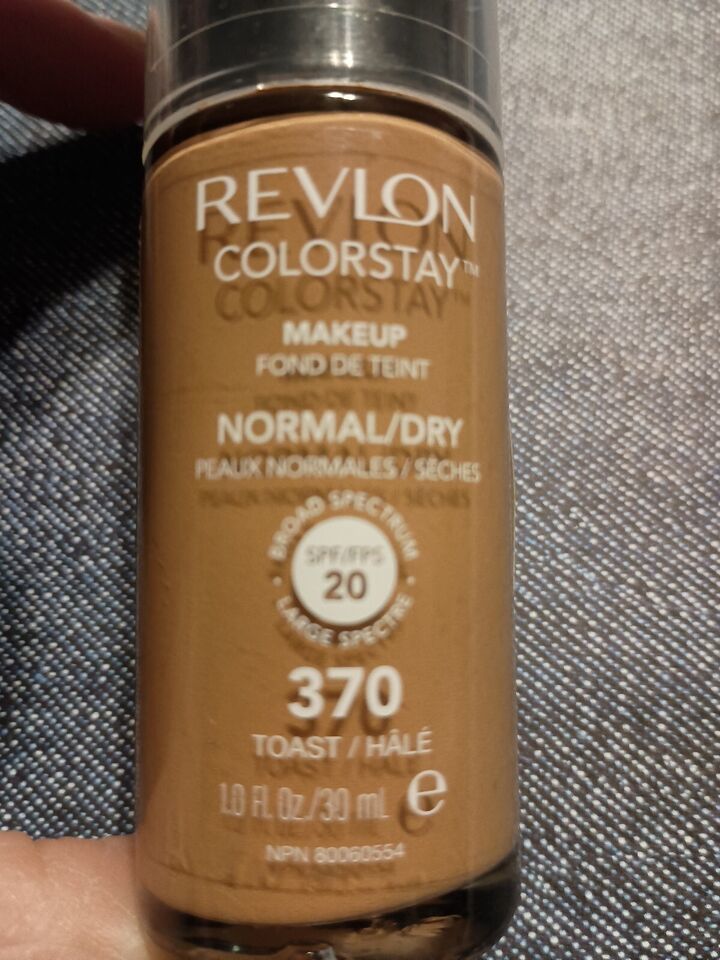 REVLON
COLORSTAY™
MAKEUP
FOND DE TEINT
NORMAL/DRY
PEAUX NORMALES / SÈCHES
BROAD SPECTRUM
SPF/FPS
20
LARGE SPECTRE
370
TOAST / HÂLÉ
1.0 FL. Oz./30 mL e
NPN 80060554